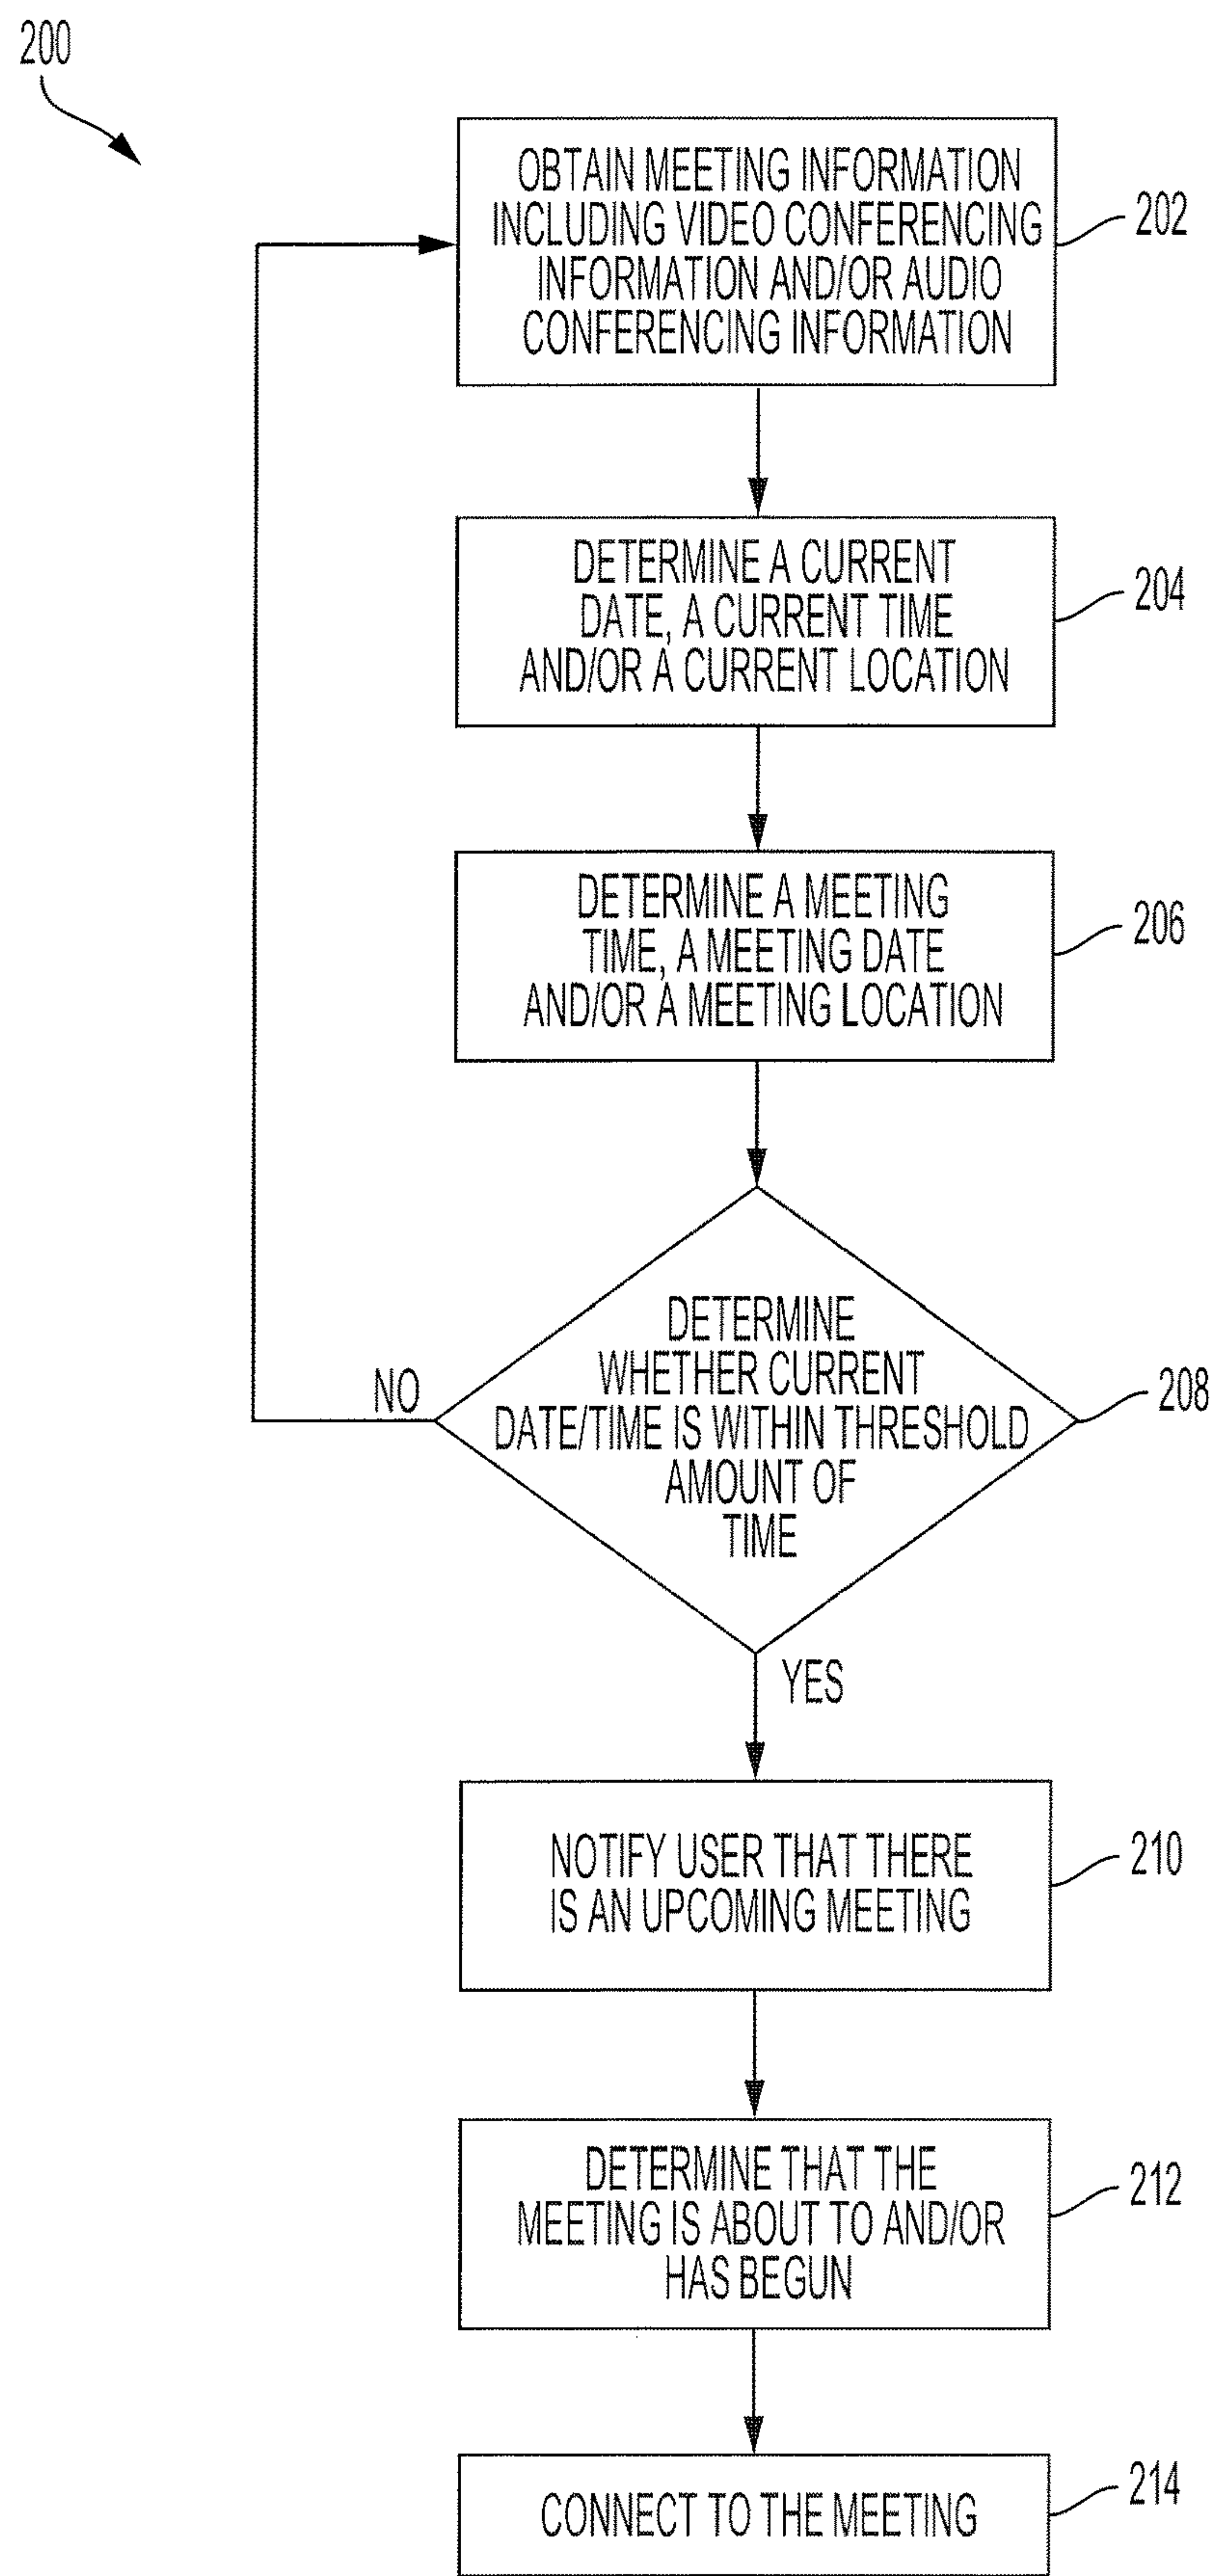 200
OBTAIN MEETING INFORMATION
INCLUDING VIDEO CONFERENCING
INFORMATION AND/OR AUDIO
CONFERENCING INFORMATION
202
DETERMINE A CURRENT
DATE, A CURRENT TIME
AND/OR A CURRENT LOCATION
204
DETERMINE A MEETING
TIME, A MEETING DATE
AND/OR A MEETING LOCATION
206
DETERMINE
WHETHER CURRENT
DATE/TIME IS WITHIN THRESHOLD
AMOUNT OF
TIME
208
NO
YES
NOTIFY USER THAT THERE
IS AN UPCOMING MEETING
210
DETERMINE THAT THE
MEETING IS ABOUT TO AND/OR
HAS BEGUN
212
CONNECT TO THE MEETING
214